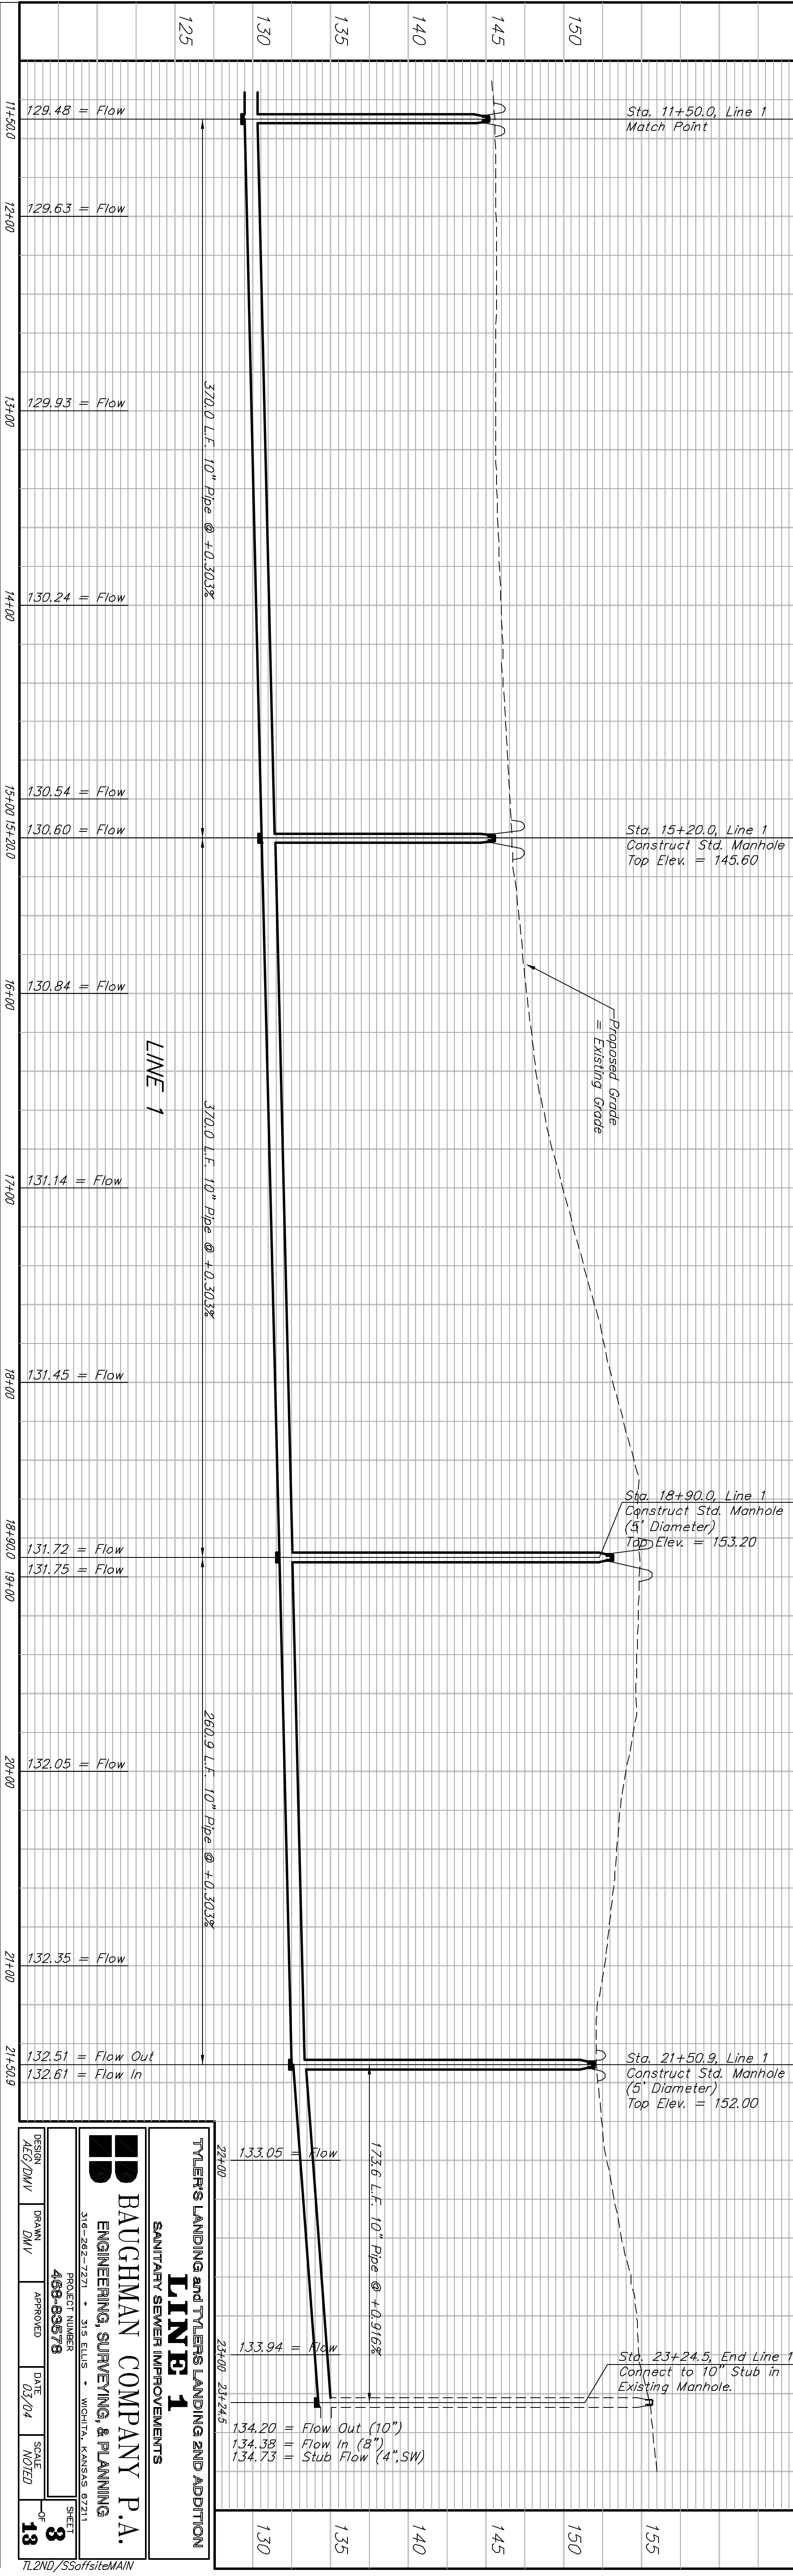 125
130
135
140
145
150
11+50.0
129.48 = Flow
Sta. 11+50.0, Line 1
Match Point
12+00
129.63 = Flow
13+00
129.93 = Flow
370.0 L.F. 10" Pipe @ +0.303%
14+00
130.24 = Flow
15+00
130.54 = Flow
15+20.0
130.60 = Flow
Sta. 15+20.0, Line 1
Construct Std. Manhole
Top Elev. = 145.60
16+00
130.84 = Flow
Proposed Grade
= Existing Grade
LINE 1
370.0 L.F. 10" Pipe @ +0.303%
17+00
131.14 = Flow
18+00
131.45 = Flow
18+90.0
131.72 = Flow
Sta. 18+90.0, Line 1
Construct Std. Manhole
(5' Diameter)
Top Elev. = 153.20
19+00
131.75 = Flow
260.9 L.F. 10" Pipe @ +0.303%
20+00
132.05 = Flow
21+00
132.35 = Flow
21+50.9
132.51 = Flow Out
132.61 = Flow In
Sta. 21+50.9, Line 1
Construct Std. Manhole
(5' Diameter)
Top Elev. = 152.00
22+00
133.05 = Flow
173.6 L.F. 10" Pipe @ +0.916%
23+00
133.94 = Flow
23+24.5
Sta. 23+24.5, End Line 1
Connect to 10" Stub in
Existing Manhole.
134.20 = Flow Out (10")
134.38 = Flow In (8")
134.73 = Stub Flow (4",SW)
130
135
140
145
150
155
TYLER'S LANDING and TYLERS LANDING 2ND ADDITION
LINE 1
SANITARY SEWER IMPROVEMENTS
BAUGHMAN COMPANY P.A.
ENGINEERING, SURVEYING, & PLANNING
316-262-7271 • 315 ELLIS • WICHITA, KANSAS 67211
PROJECT NUMBER
468-83578
SHEET
3
OF
13
DESIGN
AEG/DMV
DRAWN
DMV
APPROVED
DATE
03/04
SCALE
NOTED
TL2ND/SSoffsiteMAIN